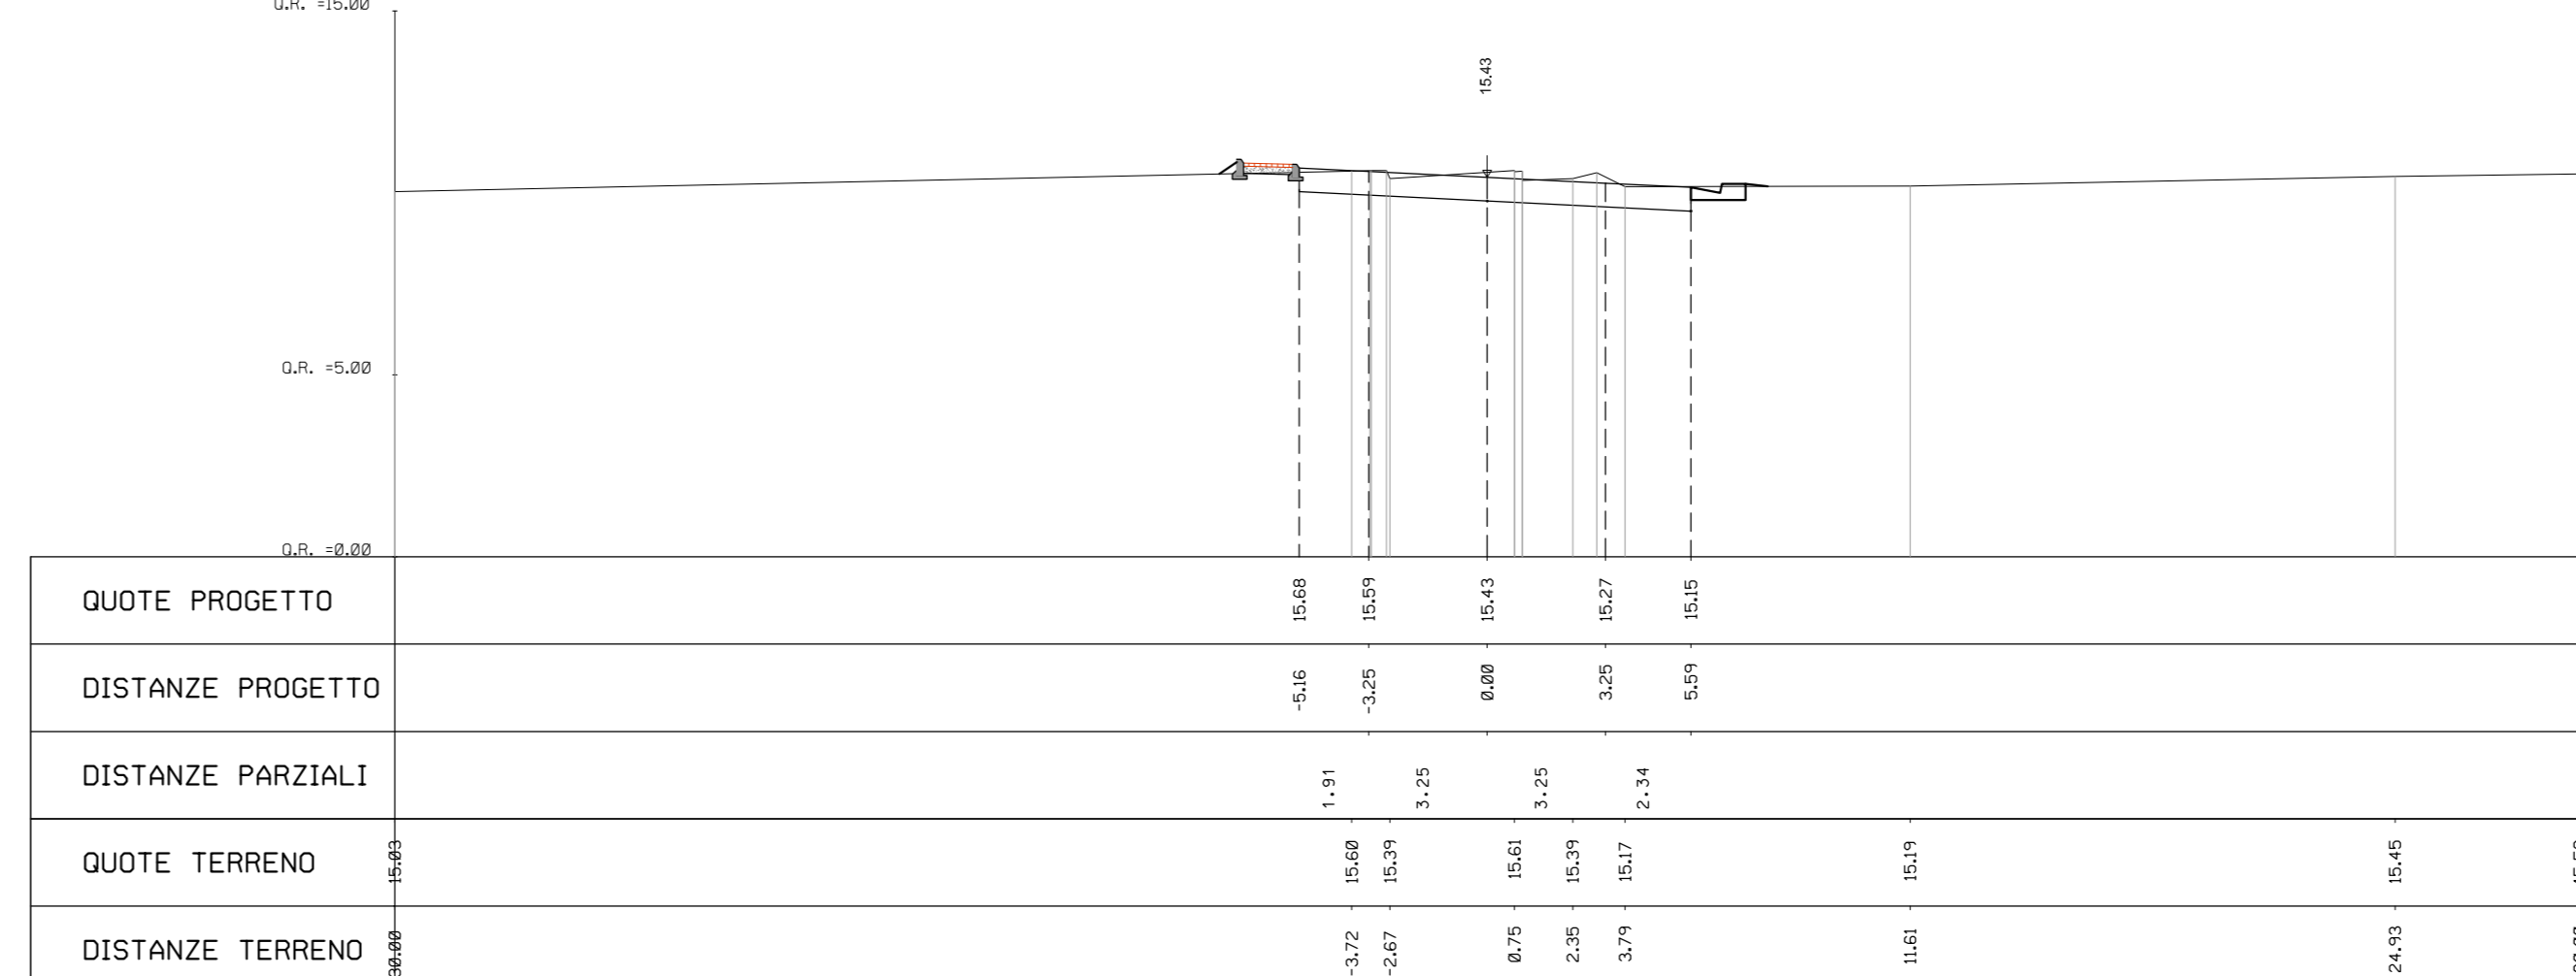 Q.R. =15.00
15.43
Q.R. =5.00
Q.R. =0.00
QUOTE PROGETTO 15.68 15.59 15.43 15.27 15.15
DISTANZE PROGETTO -5.16 -3.25 0.00 3.25 5.59
DISTANZE PARZIALI 1.91 3.25 3.25 2.34
QUOTE TERRENO 15.03 15.60 15.39 15.61 15.39 15.17 15.19 15.45
DISTANZE TERRENO 30.00 -3.72 -2.67 0.75 2.35 3.79 11.61 24.93